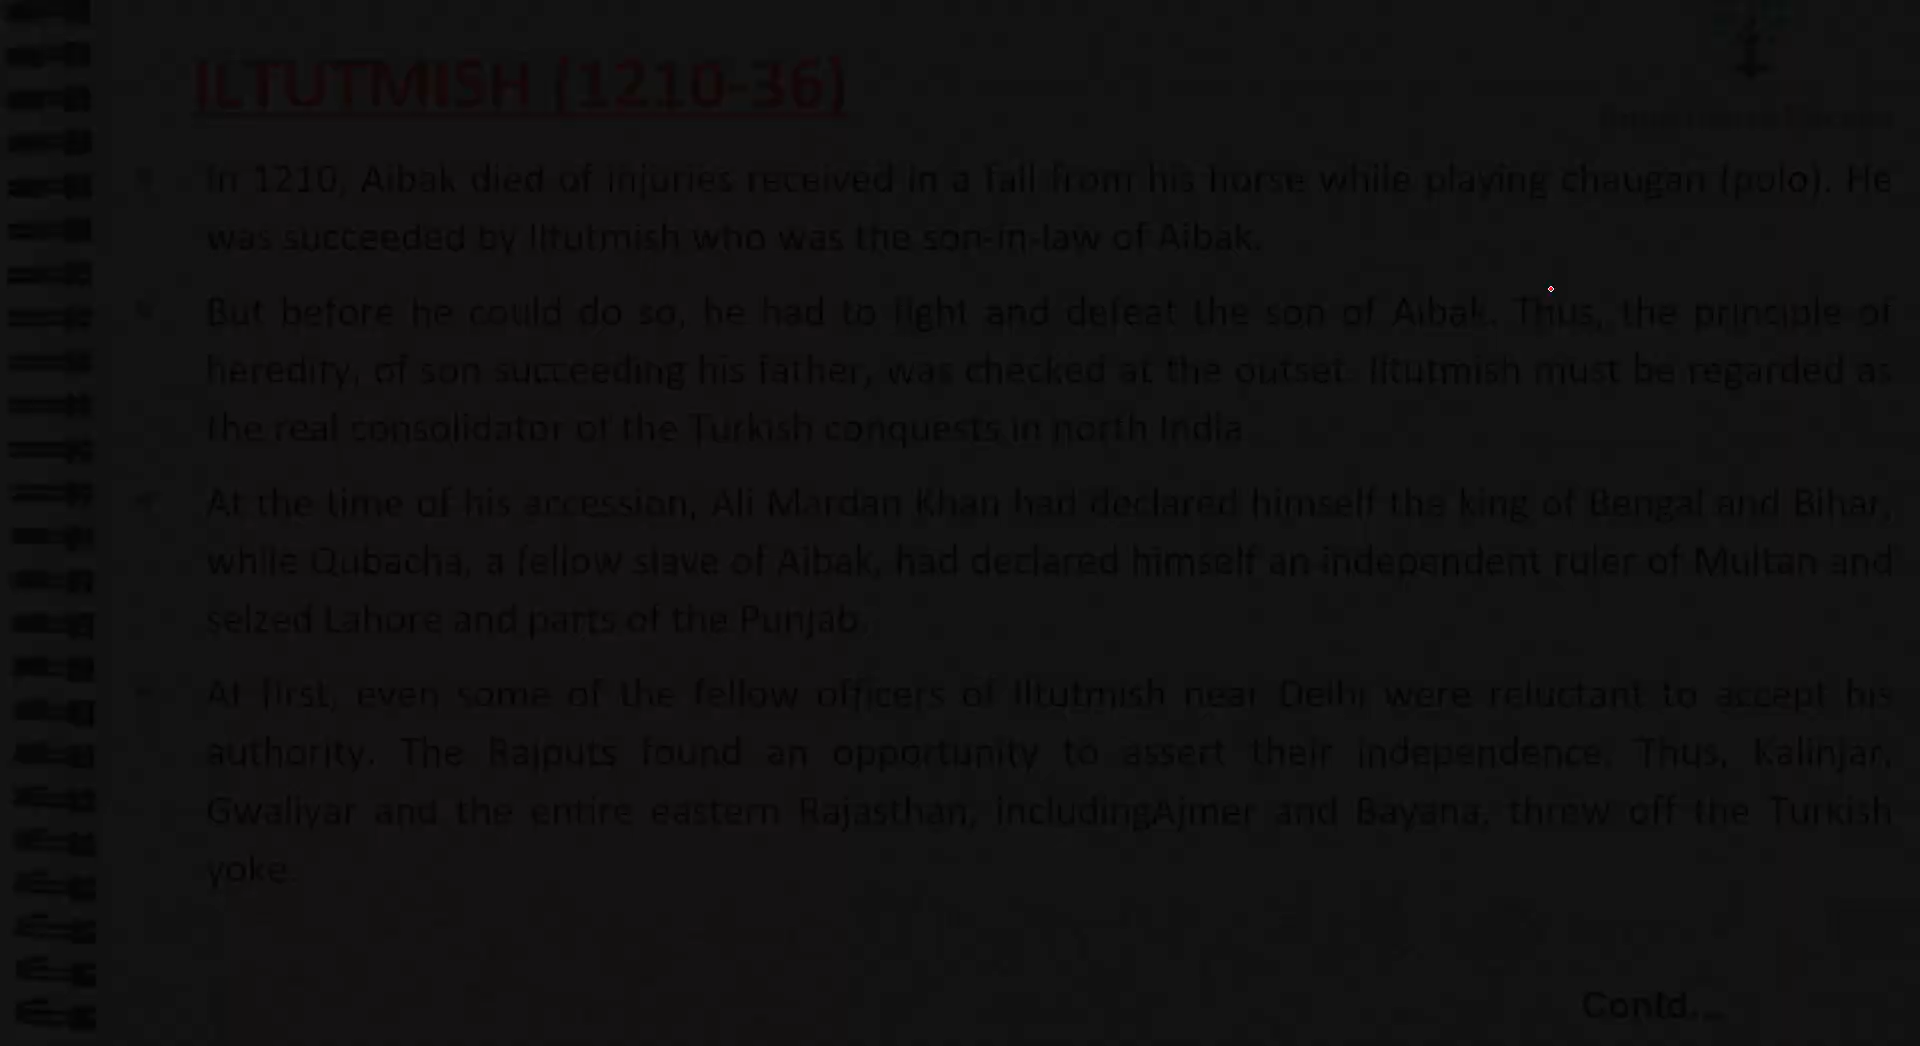 ILTUTMISH (1210-36)
In 1210, Aibak died of injuries received in a fall from his horse while playing chaugan (polo). He
was succeeded by Iltutmish who was the son-in-law of Aibak.
But before he could do so, he had to fight and defeat the son of Aibak. Thus, the principle of
heredity, of son succeeding his father, was checked at the outset. Iltutmish must be regarded as
the real consolidator of the Turkish conquests in north India
At the time of his accession, Ali Mardan Khan had declared himself the king of Bengal and Bihar,
while Qubacha, a fellow slave of Aibak, had declared himself an independent ruler of Multan and
seized Lahore and parts of the Punjab.
At first, even some of the fellow officers of Iltutmish near Delhi were reluctant to accept his
authority. The Rajputs found an opportunity to assert their independence. Thus, Kalinjar,
Gwaliyar and the entire eastern Rajasthan, includingAjmer and Bayana, threw off the Turkish
yoke.
Contd...